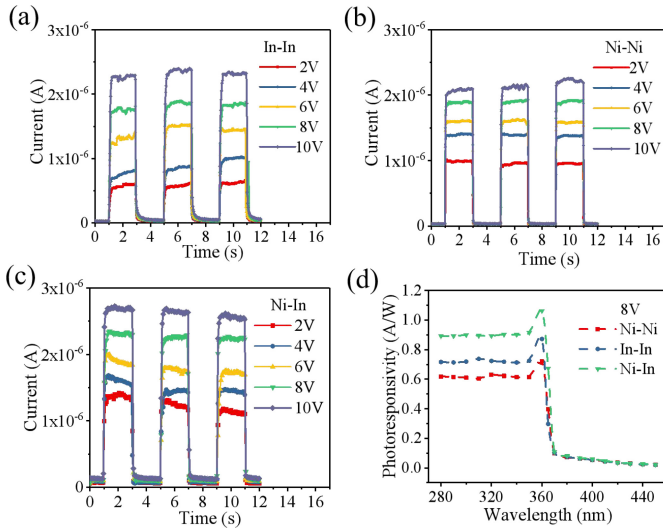 (a)
3x10⁻⁶
2x10⁻⁶
1x10⁻⁶
0
Current (A)
In-In
2V
4V
6V
8V
10V
0 2 4 6 8 10 12 14 16
Time (s)
(b)
3x10⁻⁶
2x10⁻⁶
1x10⁻⁶
0
Current (A)
Ni-Ni
2V
4V
6V
8V
10V
0 2 4 6 8 10 12 14 16
Time (s)
(c)
3x10⁻⁶
2x10⁻⁶
1x10⁻⁶
0
Current (A)
Ni-In
2V
4V
6V
8V
10V
0 2 4 6 8 10 12 14 16
Time (s)
(d)
1.2
1.0
0.8
0.6
0.4
0.2
0.0
Photoresponsivity (A/W)
8V
Ni-Ni
In-In
Ni-In
280 320 360 400 440
Wavelength (nm)